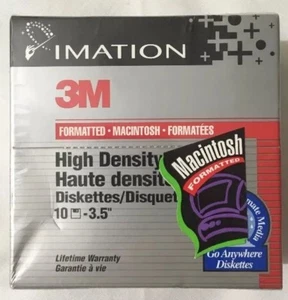 IMATION
3M
FORMATTED • MACINTOSH • FORMATÉES
High Density
Haute densit
Diskettes/Disquet
10 -3.5"
Macintosh
FORMATTED
Lifetime Warranty
Garantie à vie
Media
Go Anywhere
Diskettes